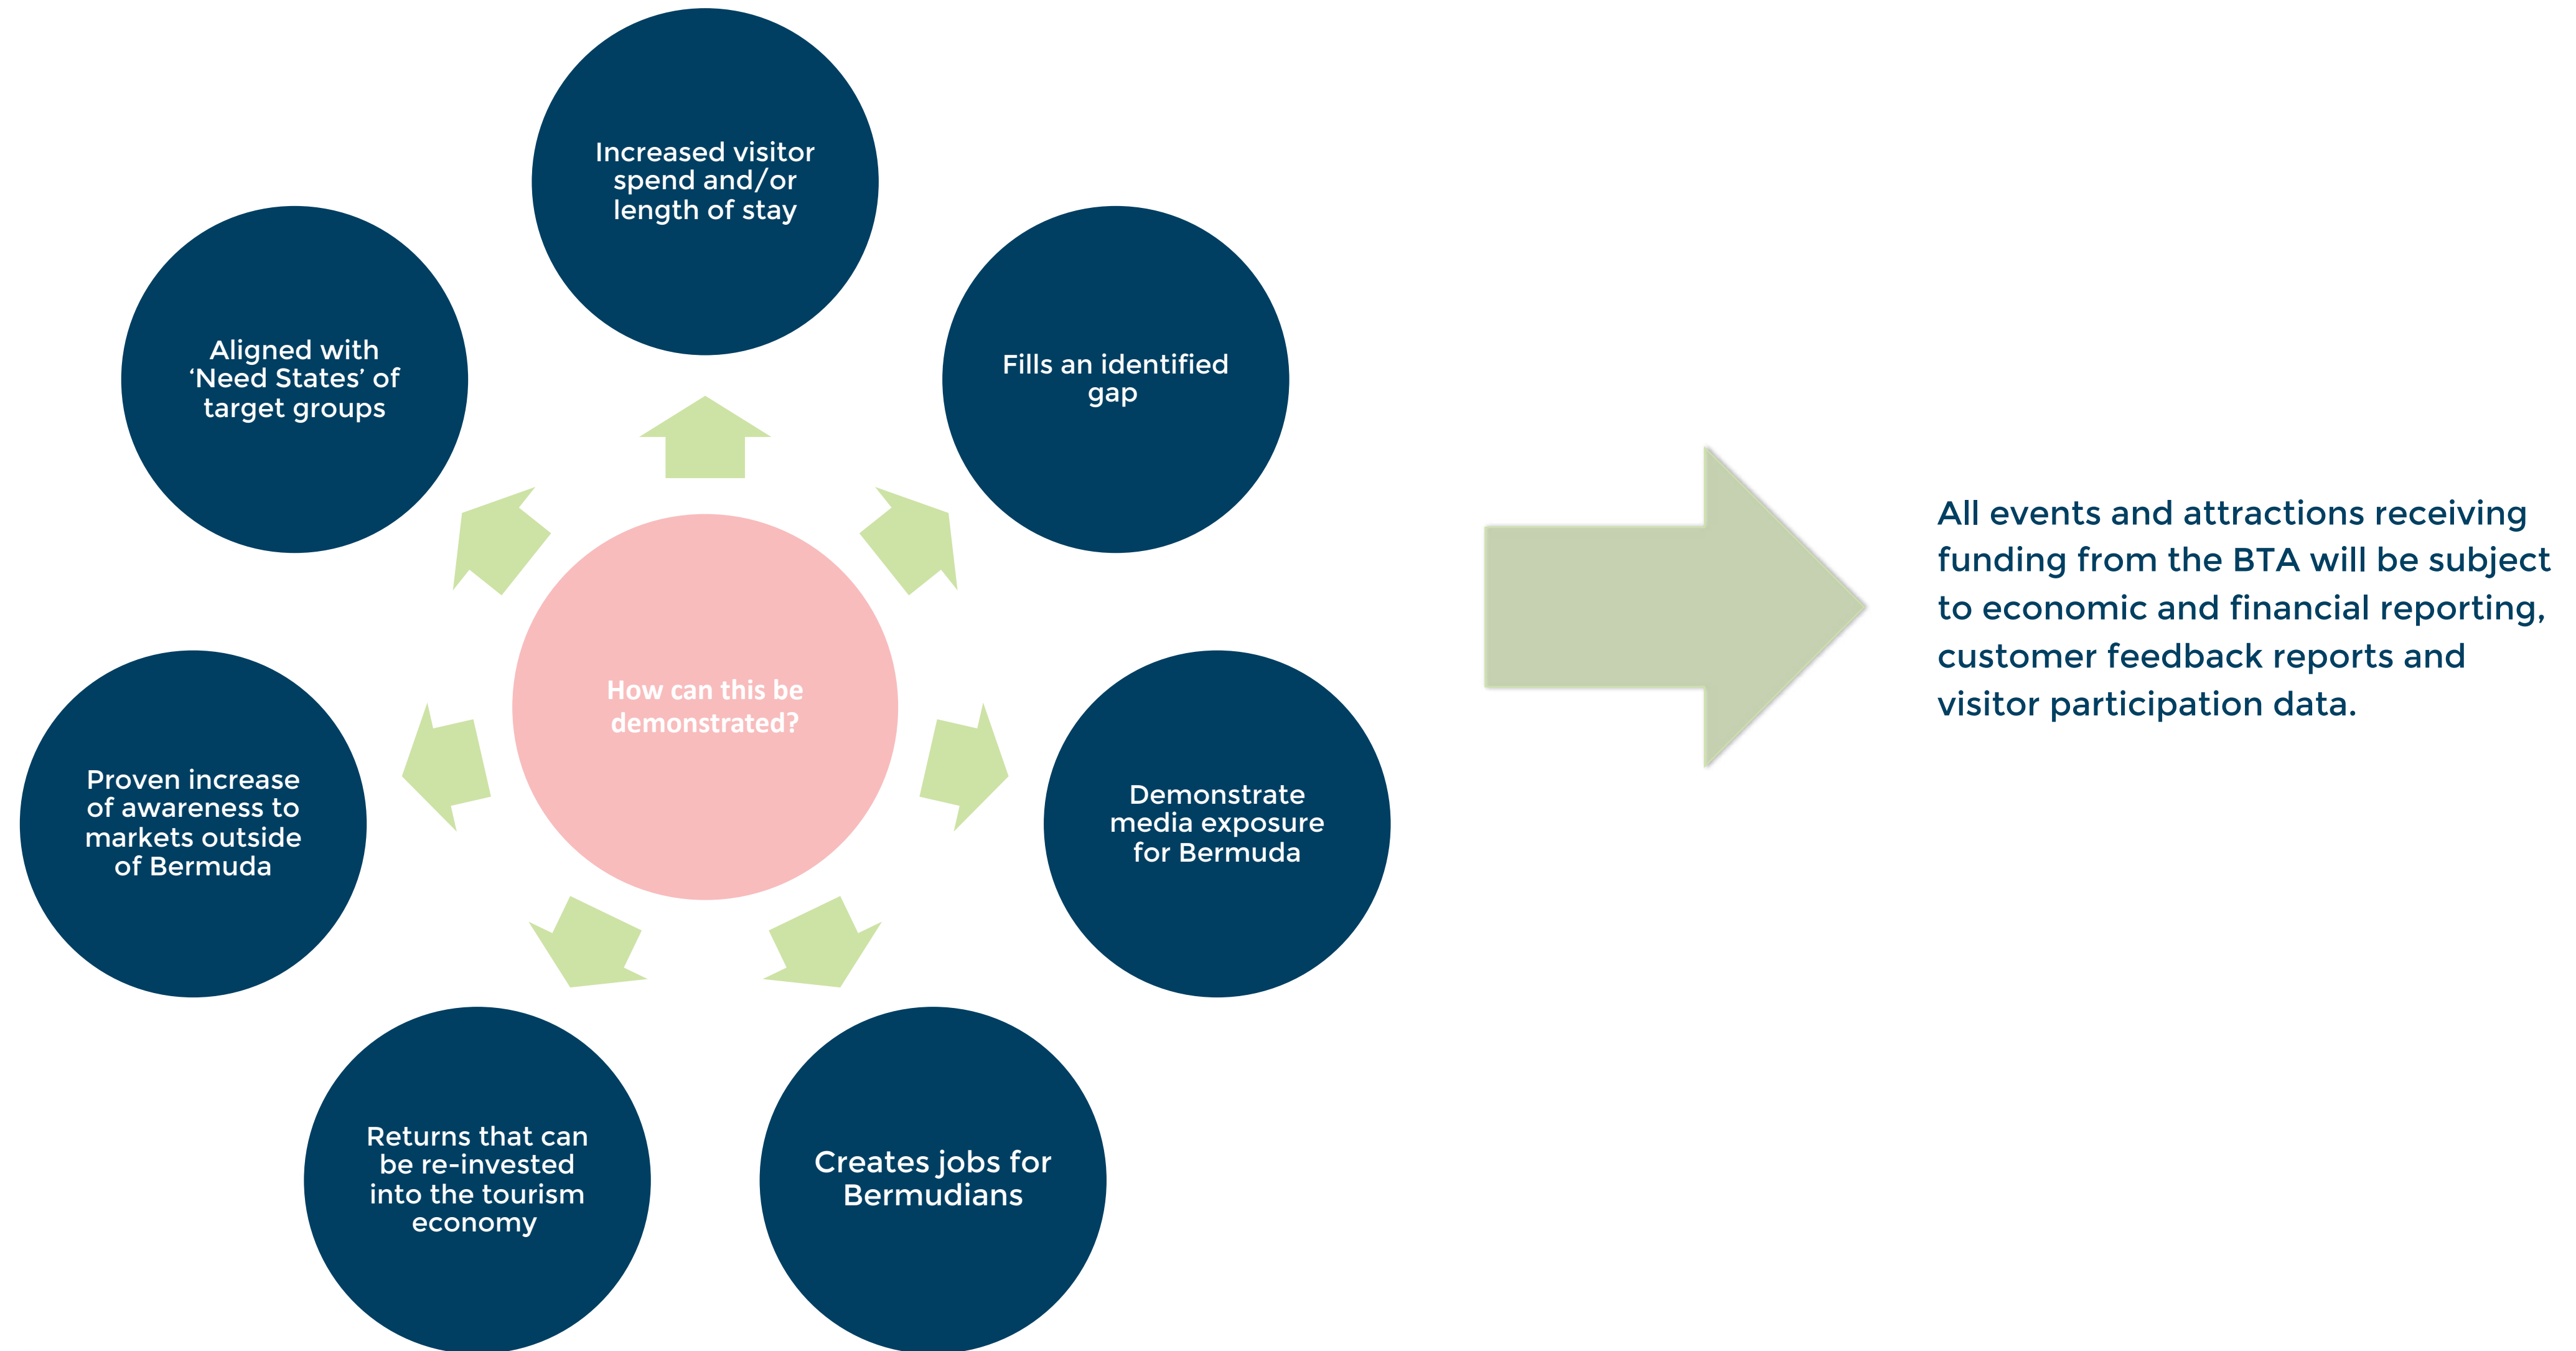 Increased visitor
spend and/or
length of stay
Fills an identified
gap
Demonstrate
media exposure
for Bermuda
Creates jobs for
Bermudians
Returns that can
be re-invested
into the tourism
economy
Proven increase
of awareness to
markets outside
of Bermuda
Aligned with
‘Need States’ of
target groups
How can this be
demonstrated?
All events and attractions receiving
funding from the BTA will be subject
to economic and financial reporting,
customer feedback reports and
visitor participation data.